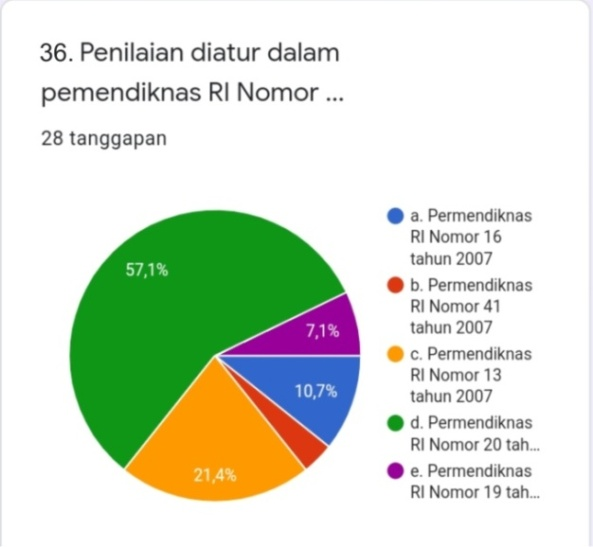 36. Penilaian diatur dalam
pemendiknas RI Nomor ...
28 tanggapan
57,1%
7,1%
10,7%
21,4%
a. Permendiknas
RI Nomor 16
tahun 2007
b. Permendiknas
RI Nomor 41
tahun 2007
c. Permendiknas
RI Nomor 13
tahun 2007
d. Permendiknas
RI Nomor 20 tah...
e. Permendiknas
RI Nomor 19 tah...